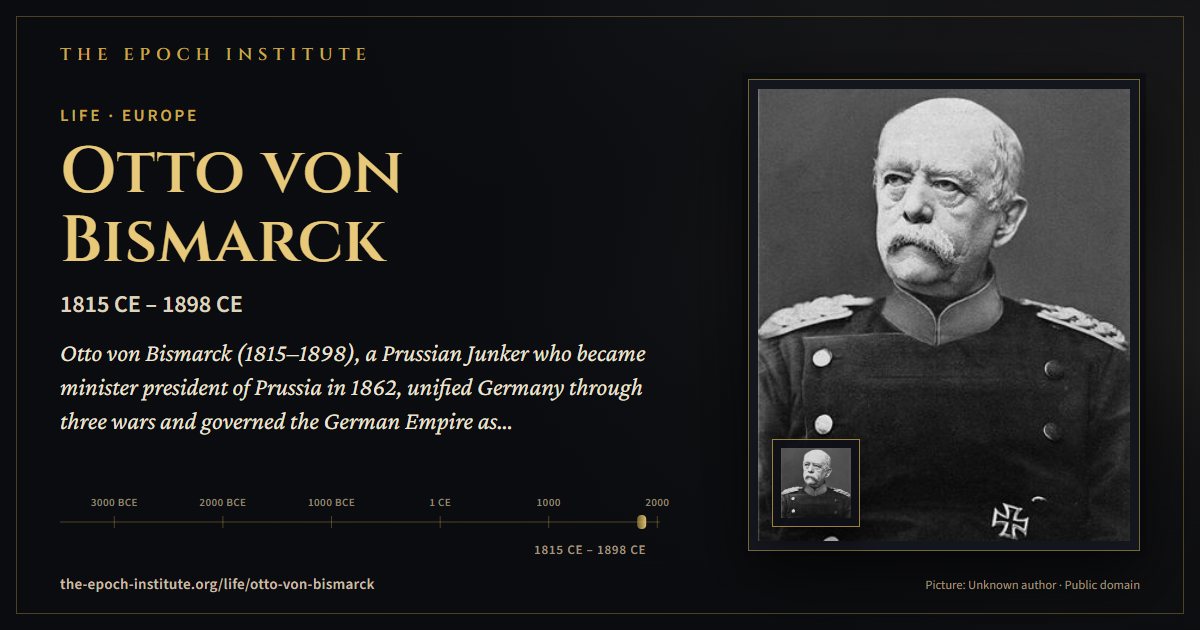 THE EPOCH INSTITUTE
LIFE · EUROPE
OTTO VON
BISMARCK
1815 CE – 1898 CE
Otto von Bismarck (1815–1898), a Prussian Junker who became
minister president of Prussia in 1862, unified Germany through
three wars and governed the German Empire as...
3000 BCE 2000 BCE 1000 BCE 1 CE 1000 2000
1815 CE – 1898 CE
the-epoch-institute.org/life/otto-von-bismarck
Picture: Unknown author · Public domain